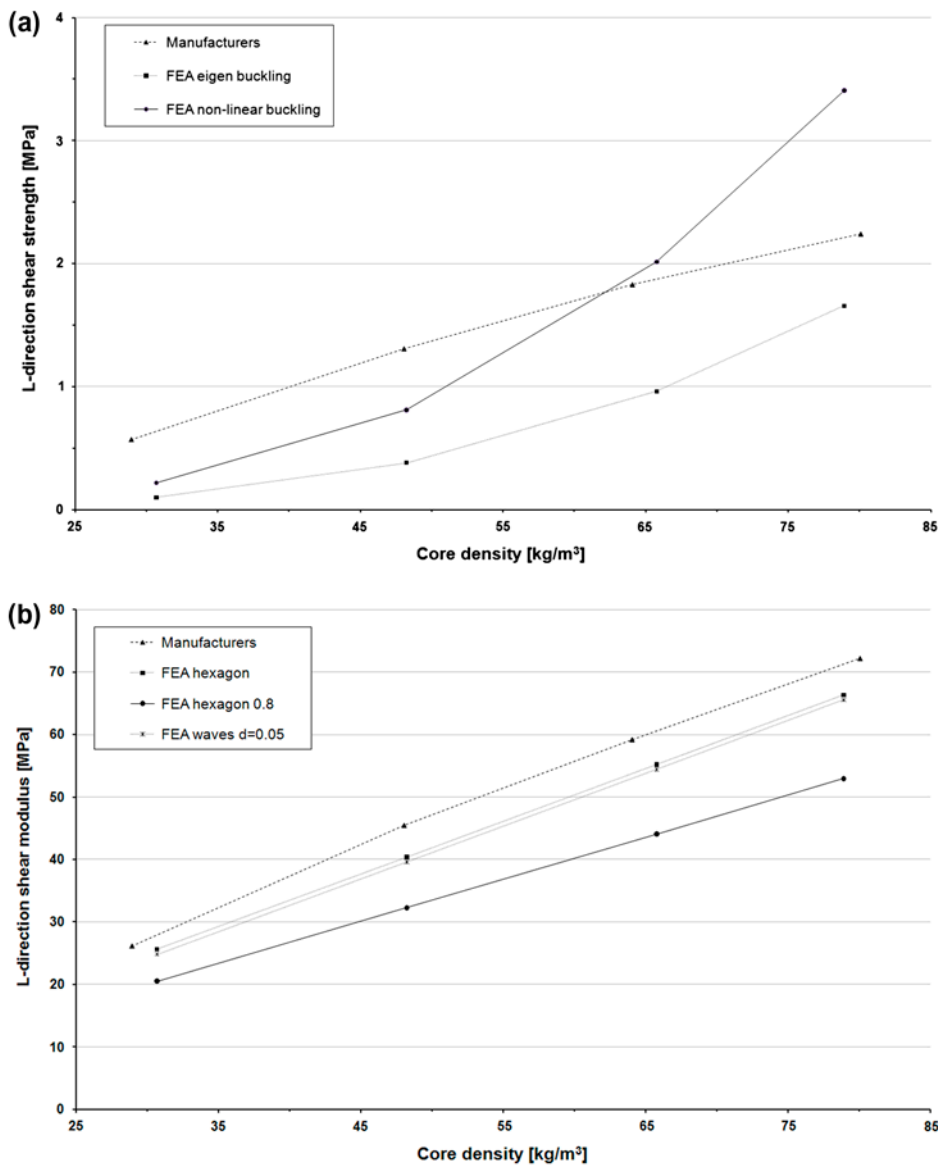 (a)
4
3
2
1
0
L-direction shear strength [MPa]
Manufacturers
FEA eigen buckling
FEA non-linear buckling
25 35 45 55 65 75 85
Core density [kg/m³]
(b)
80
70
60
50
40
30
20
10
0
L-direction shear modulus [MPa]
Manufacturers
FEA hexagon
FEA hexagon 0.8
FEA waves d=0.05
25 35 45 55 65 75 85
Core density [kg/m³]